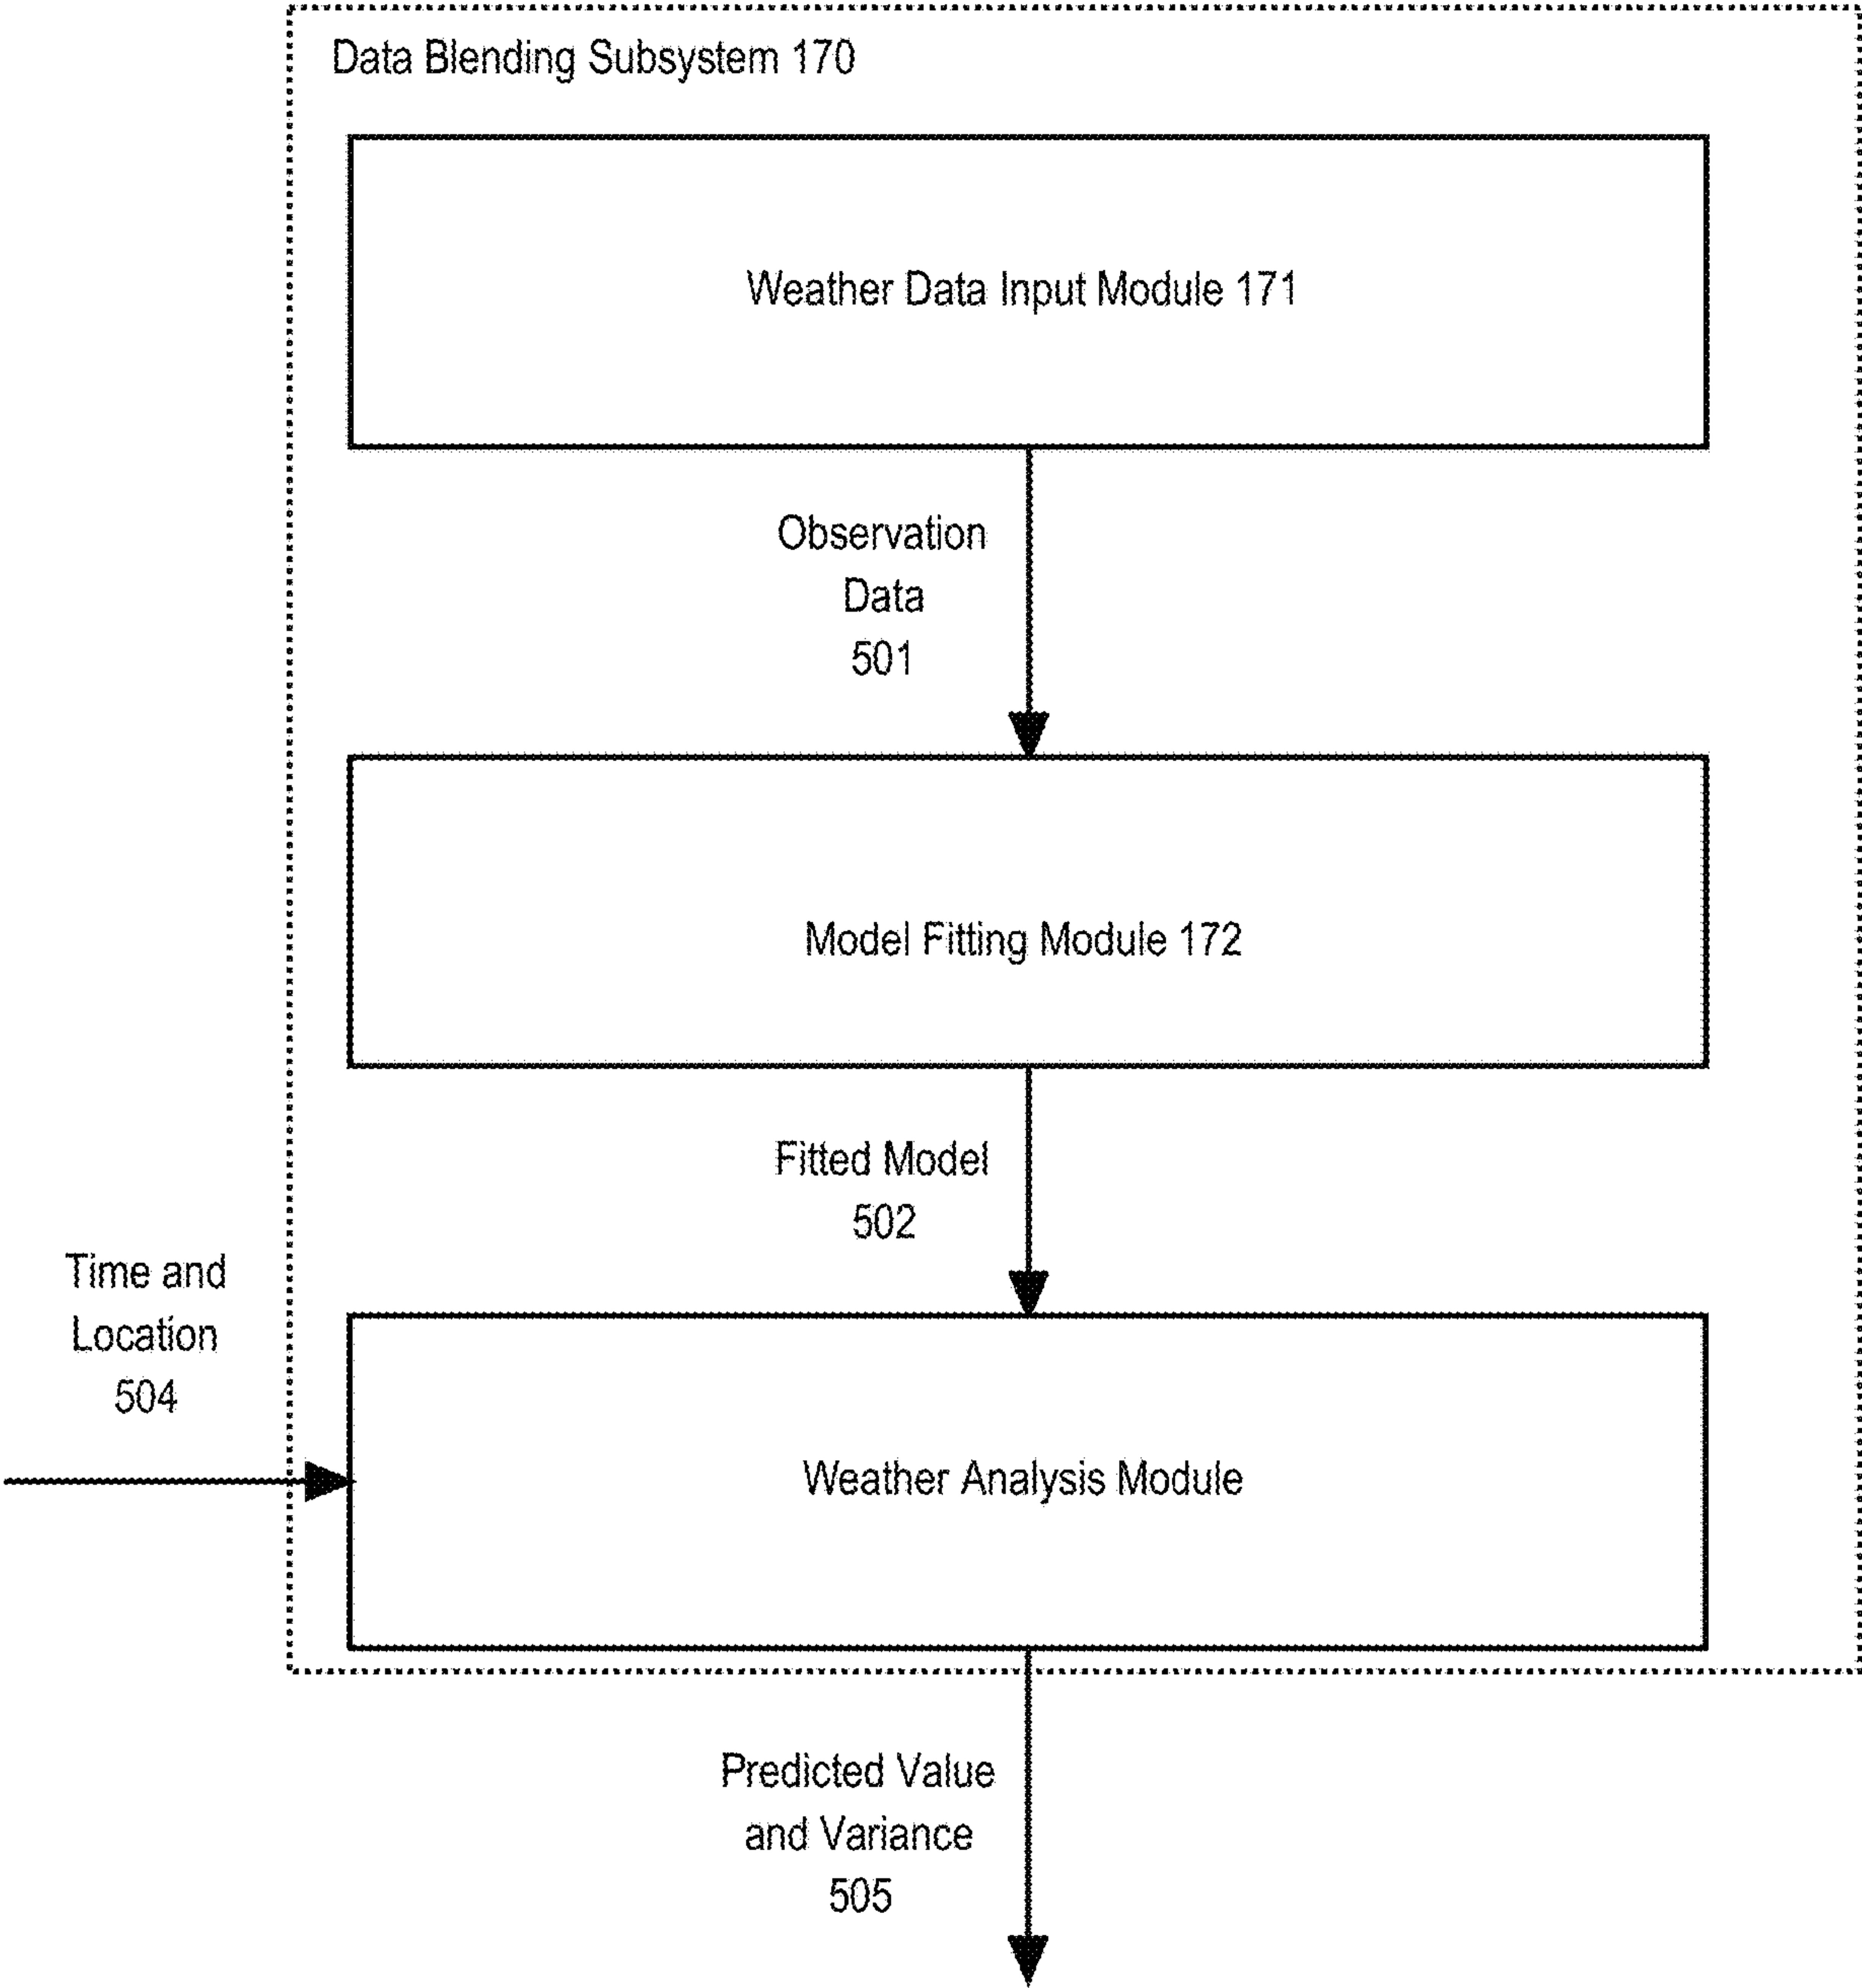 Data Blending Subsystem 170
Weather Data Input Module 171
Observation
Data
501
Model Fitting Module 172
Fitted Model
502
Time and
Location
504
Weather Analysis Module
Predicted Value
and Variance
505